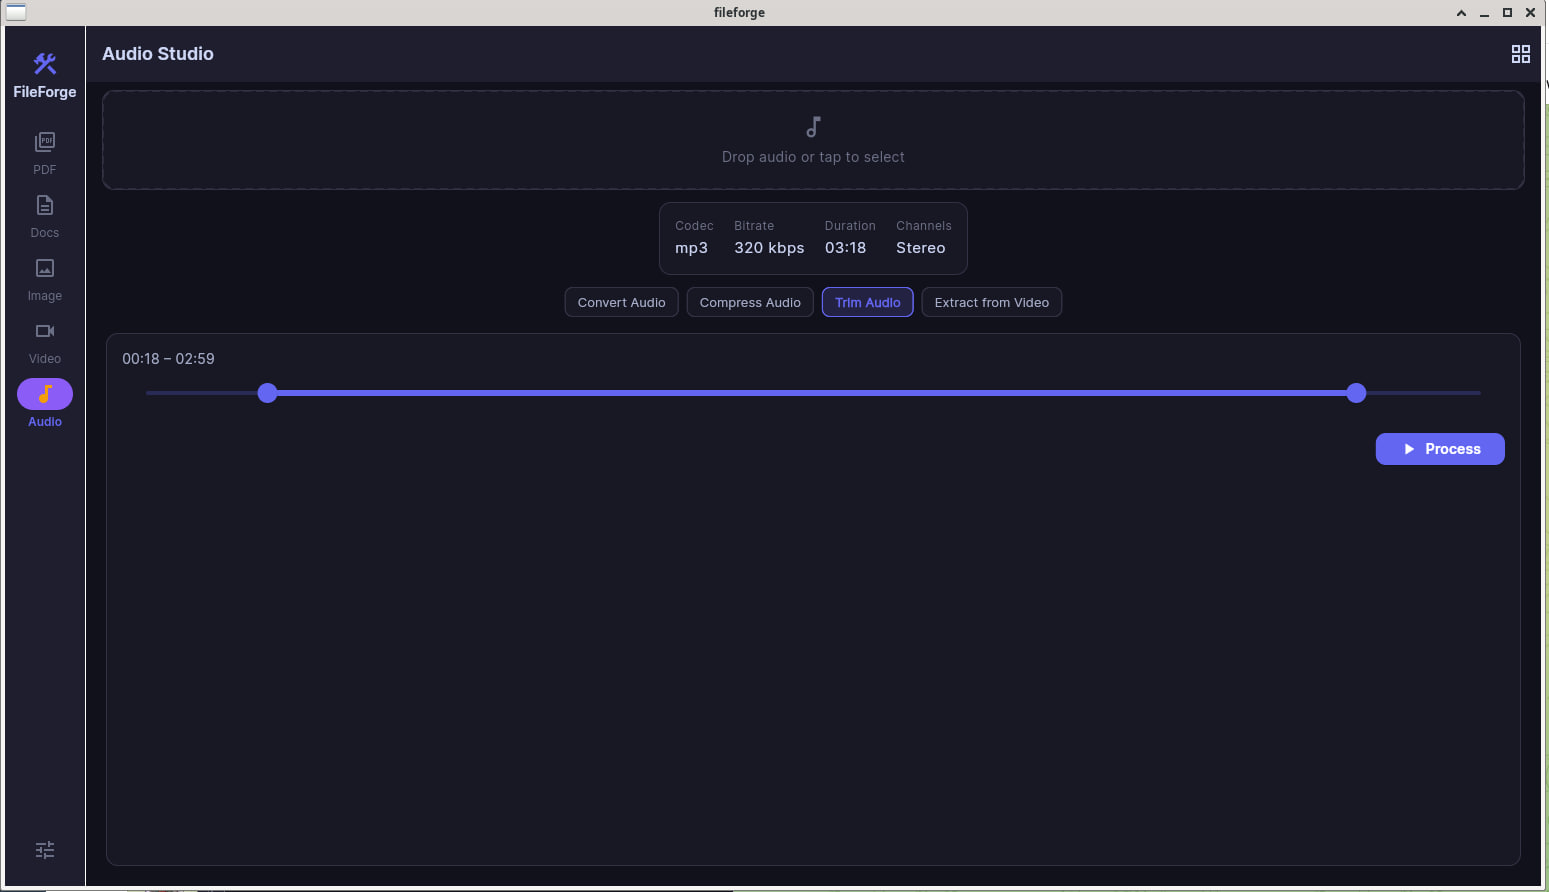 fileforge
FileForge
Audio Studio
PDF
PDF
Docs
Image
Video
Audio
Drop audio or tap to select
Codec Bitrate Duration Channels
mp3 320 kbps 03:18 Stereo
Convert Audio Compress Audio Trim Audio Extract from Video
00:18 – 02:59
Process